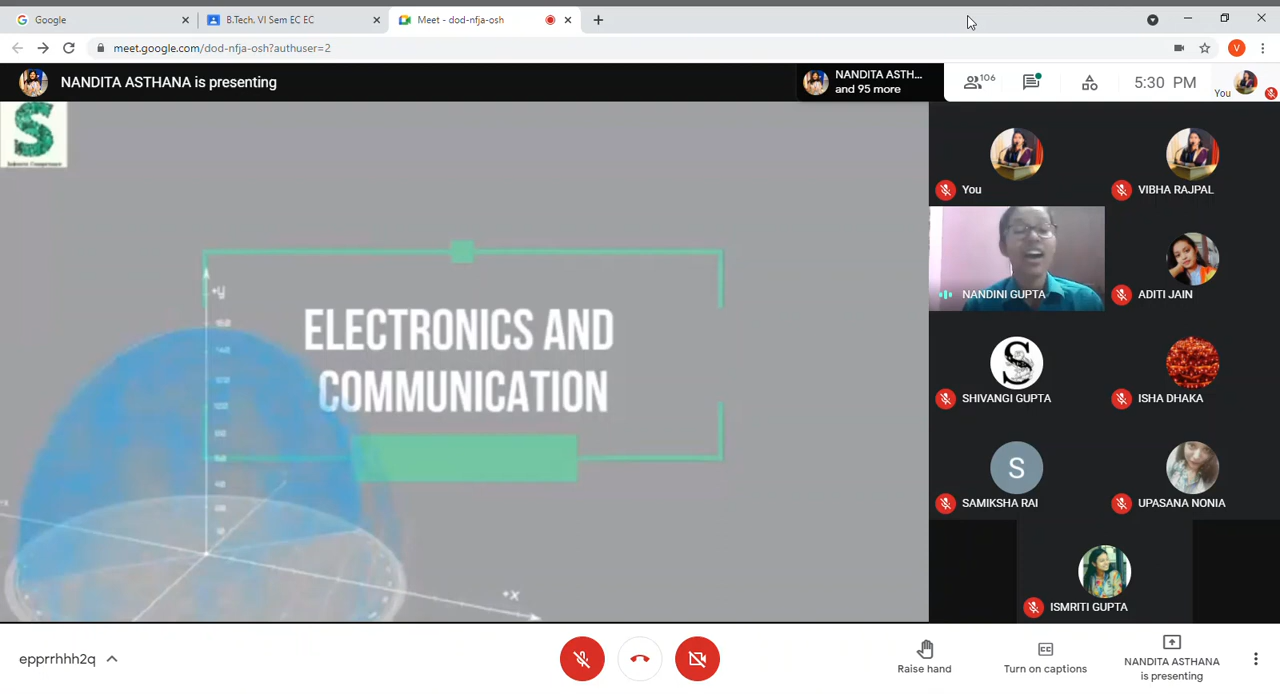 Google
B.Tech, VI Sem EC EC
Meet - dod-nfja-osh
meet.google.com/dod-nfja-osh?authuser=2
V
NANDITA ASTHANA is presenting
NANDITA ASTH...
and 95 more
106
5:30 PM
You
S
ELECTRONICS AND
COMMUNICATION
+Y
+X
You
VIBHA RAJPAL
NANDINI GUPTA
ADITI JAIN
S
SHIVANGI GUPTA
ISHA DHAKA
S
SAMIKSHA RAI
UPASANA NONIA
ISMRITI GUPTA
epprrhhh2q
Raise hand
Turn on captions
NANDITA ASTHANA
is presenting